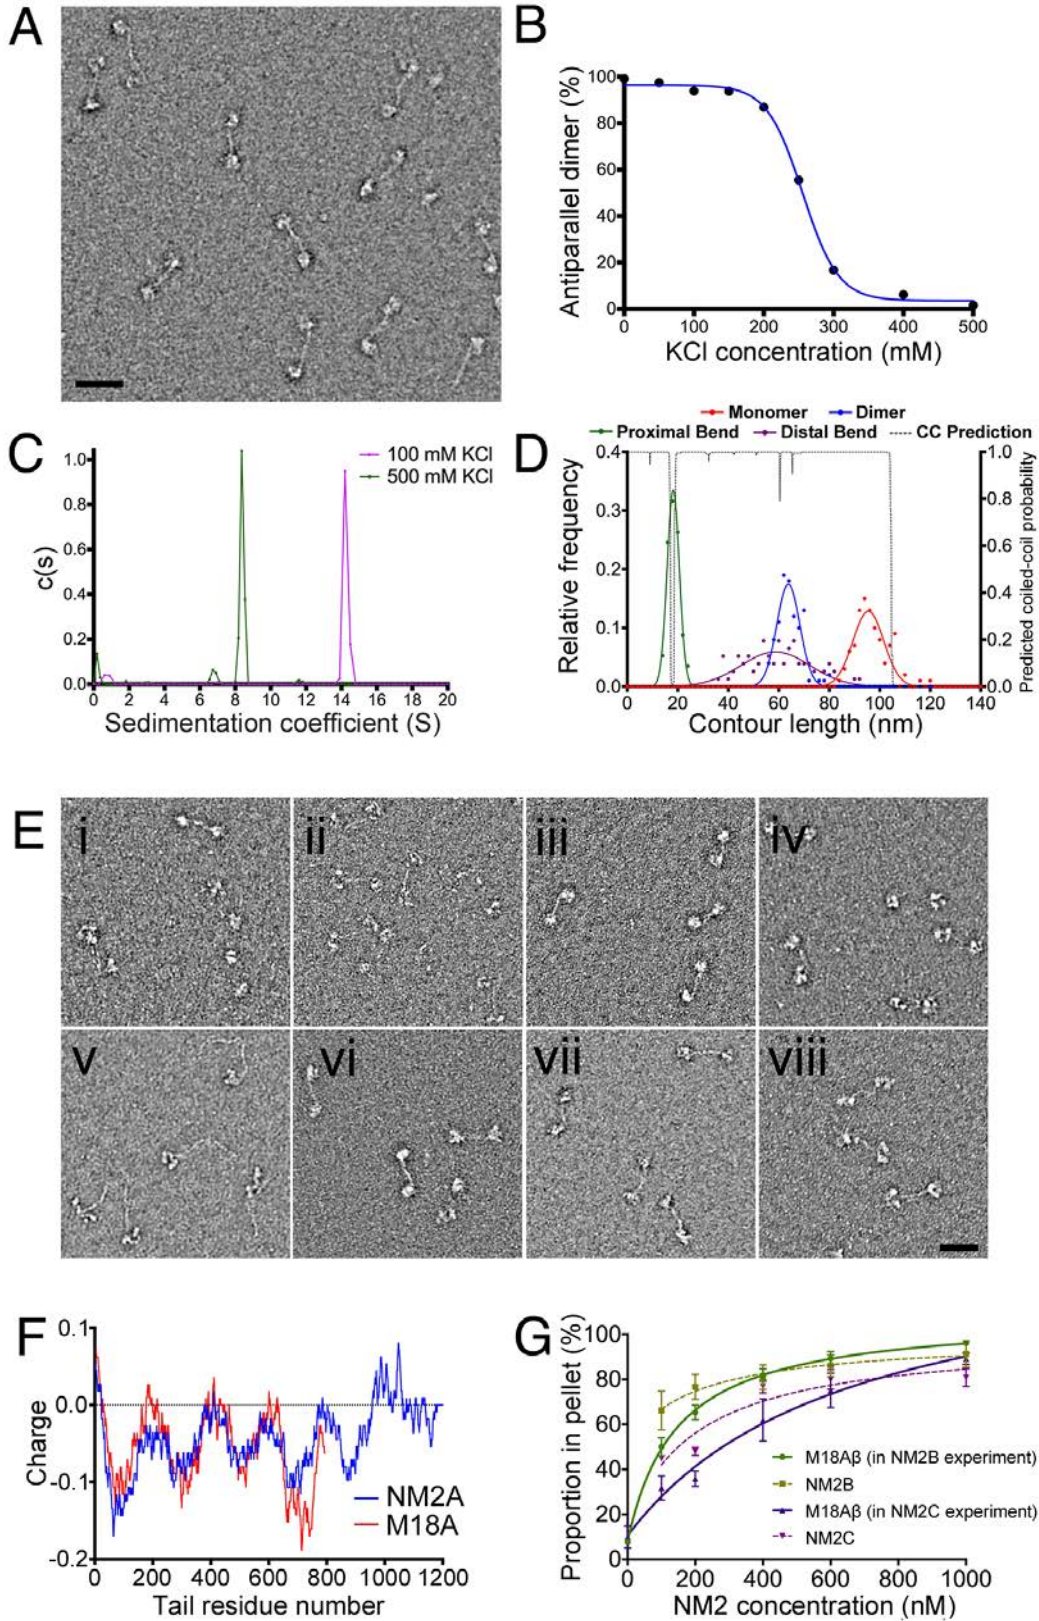 A
B
Antiparallel dimer (%)
100
80
60
40
20
0
0 100 200 300 400 500
KCl concentration (mM)
C
100 mM KCl
500 mM KCl
c(s)
1.0
0.6
0.4
0.2
0.0
0 2 4 6 8 10 12 14 16 18 20
Sedimentation coefficient (S)
D
Monomer Dimer
Proximal Bend Distal Bend CC Prediction
Relative frequency
0.4
0.3
0.2
0.1
0.0
1.0
0.8
0.6
0.4
0.2
0.0
Predicted coiled-coil probability
0 20 40 60 80 100 120 140
Contour length (nm)
E
i ii iii iv
v vi vii viii
F
Charge
0.1
0.0
-0.1
-0.2
NM2A
M18A
0 200 400 600 800 1000 1200
Tail residue number
G
Proportion in pellet (%)
100
80
60
40
20
0
M18Aβ (in NM2B experiment)
NM2B
M18Aβ (in NM2C experiment)
NM2C
0 200 400 600 800 1000
NM2 concentration (nM)